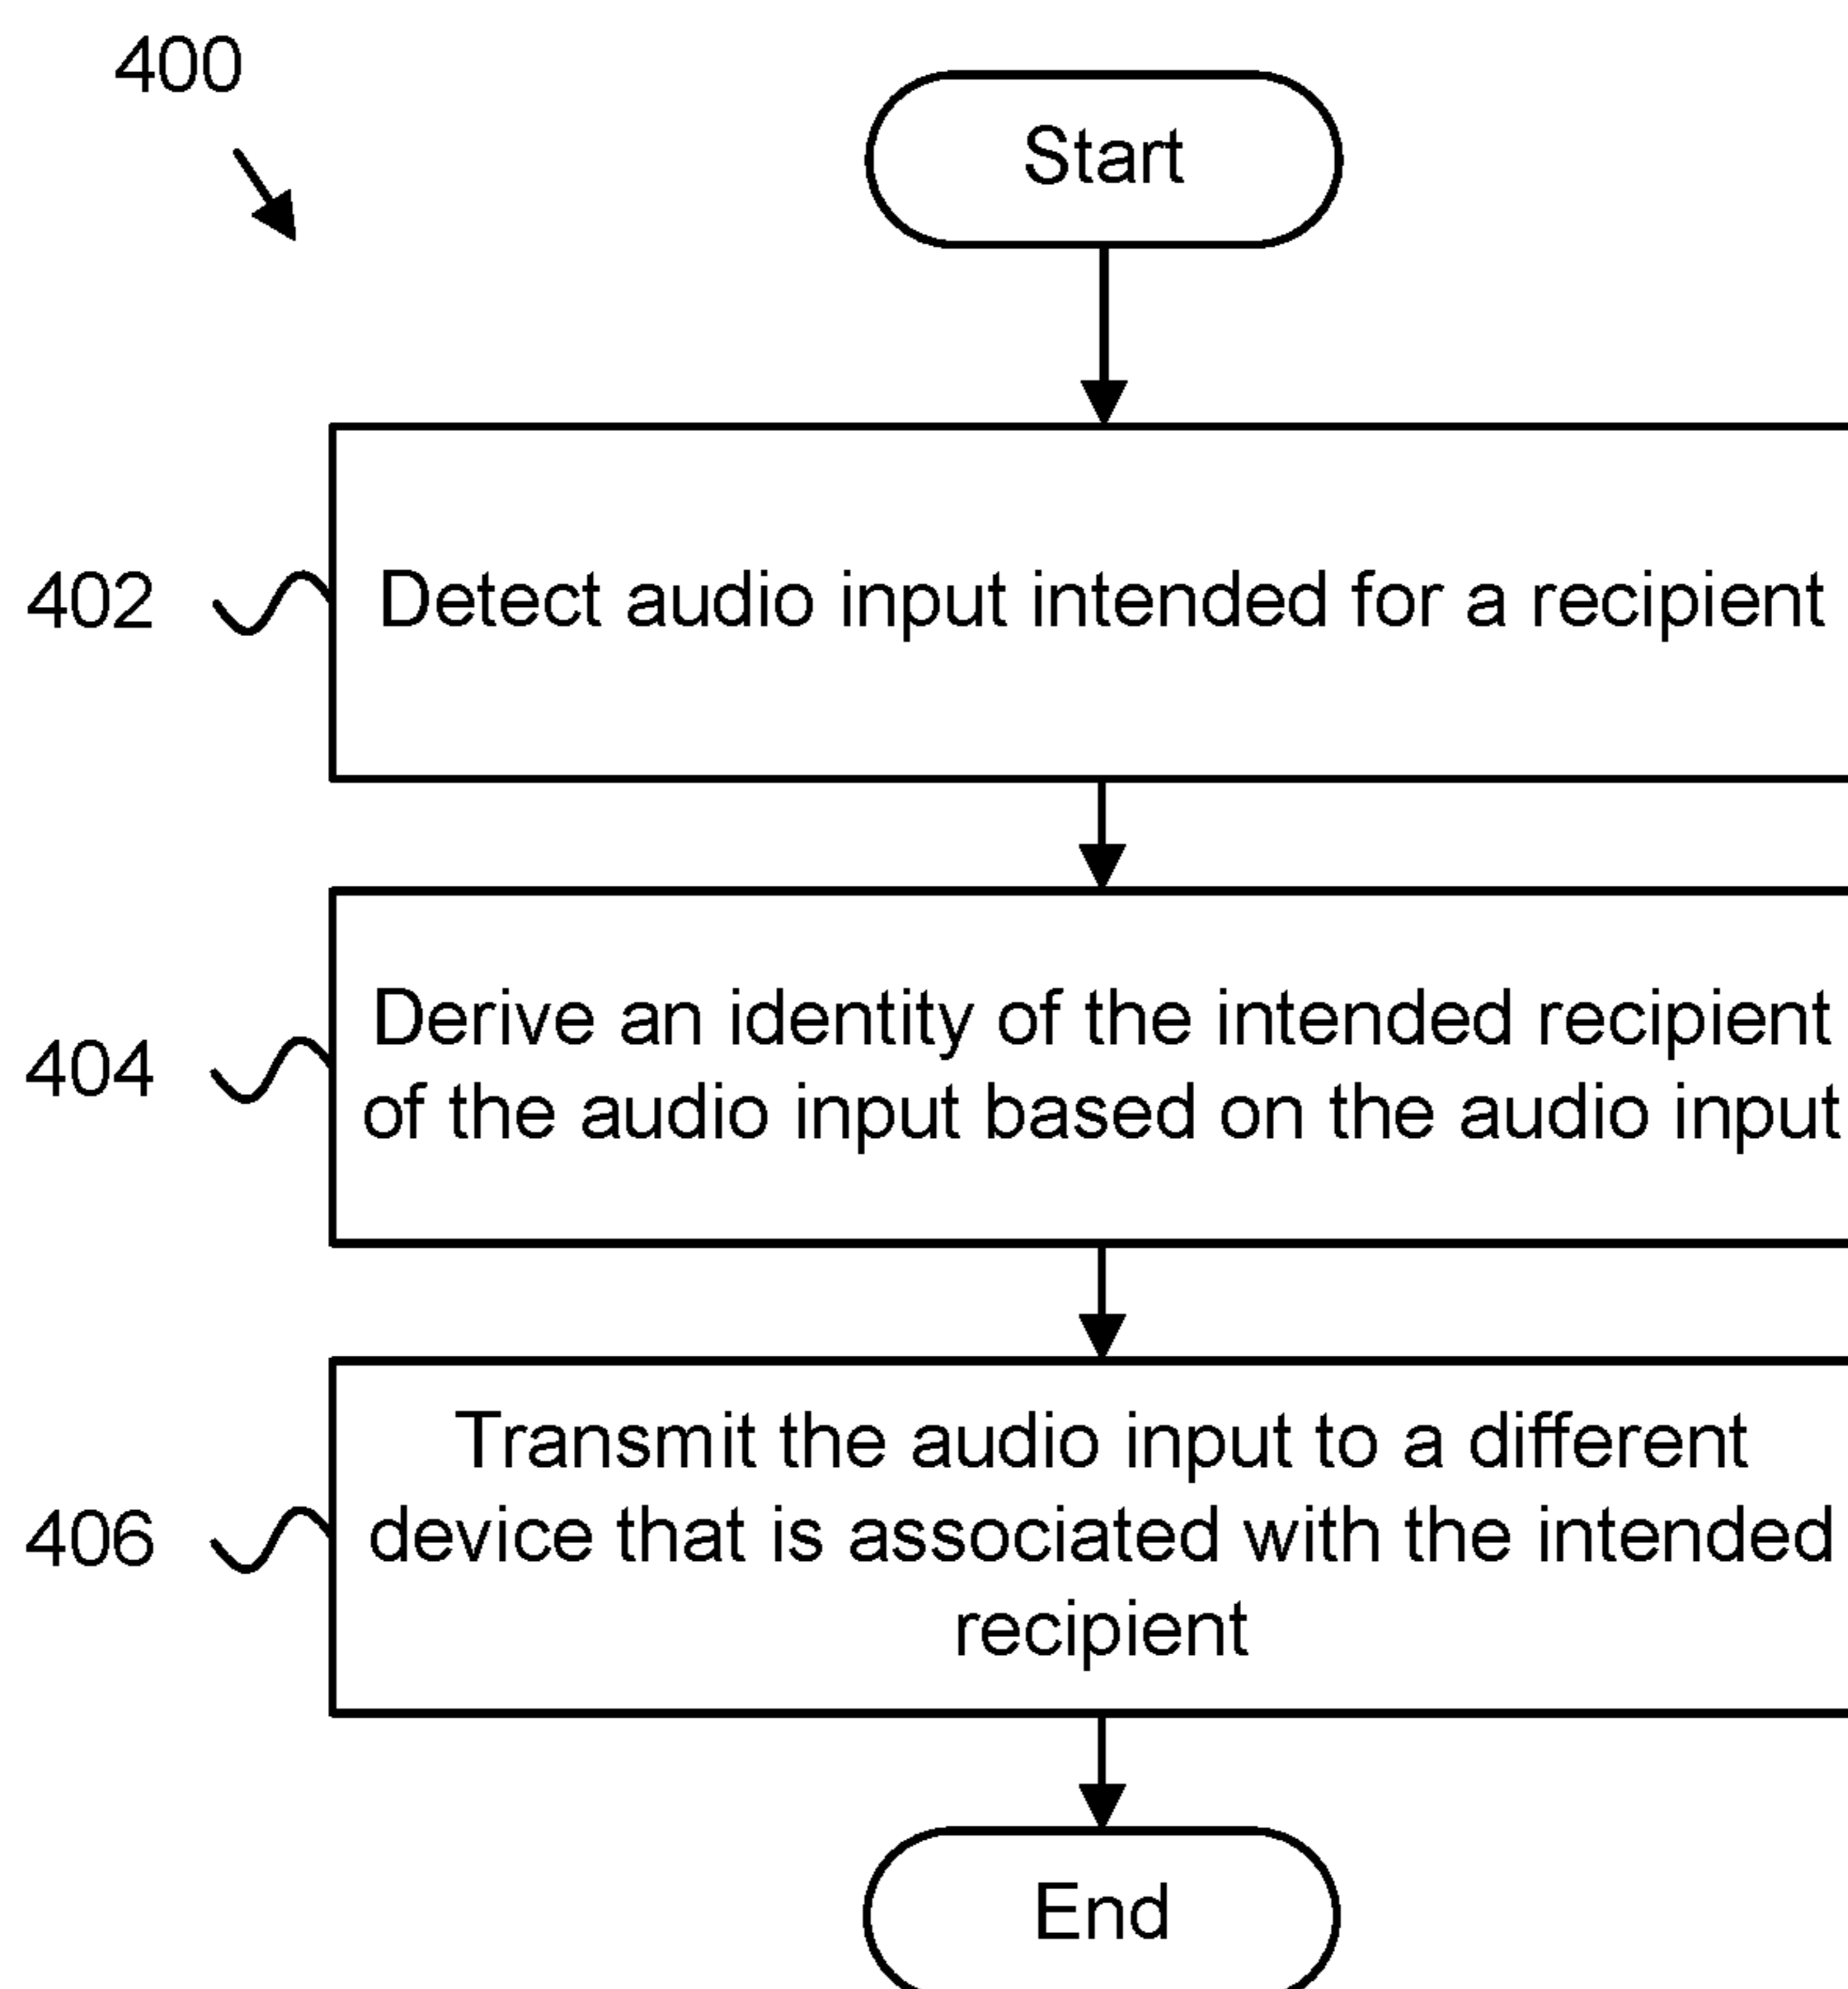 400
Start
402
Detect audio input intended for a recipient
404
Derive an identity of the intended recipient
of the audio input based on the audio input
406
Transmit the audio input to a different
device that is associated with the intended
recipient
End